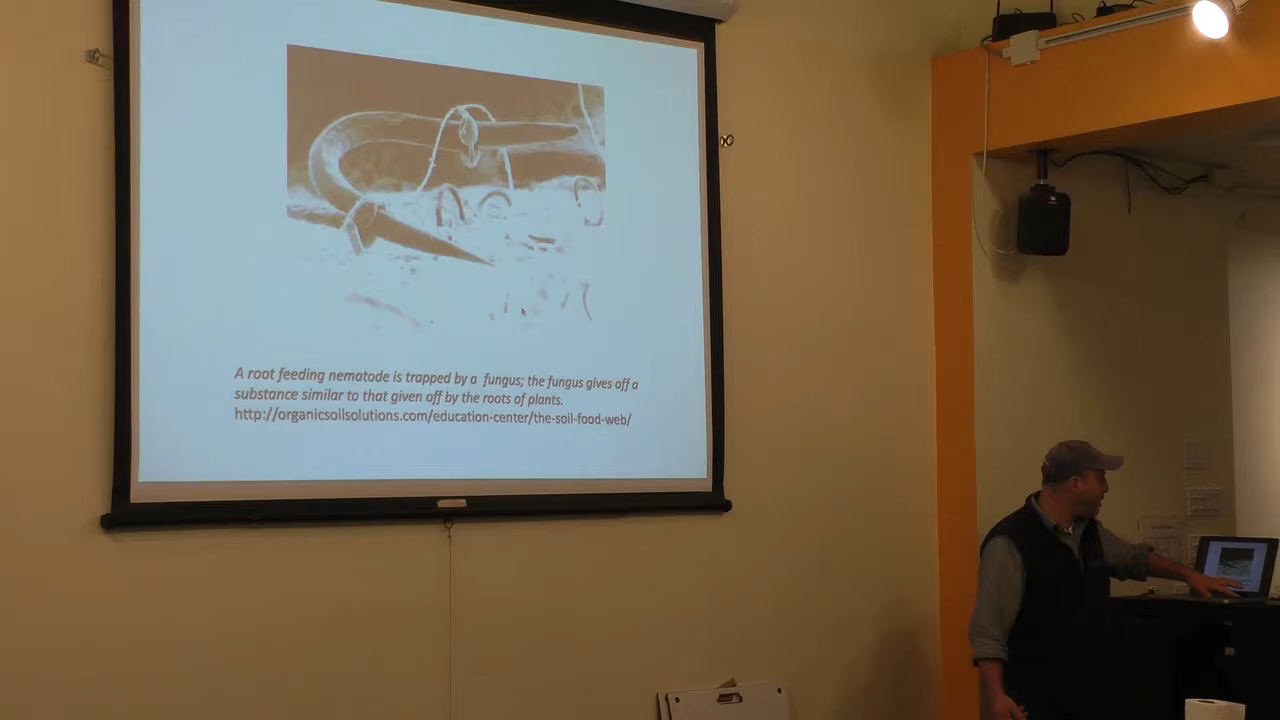 A root feeding nematode is trapped by a fungus; the fungus gives off a
substance similar to that given off by the roots of plants.
http://organicsoilsolutions.com/education-center/the-soil-food-web/